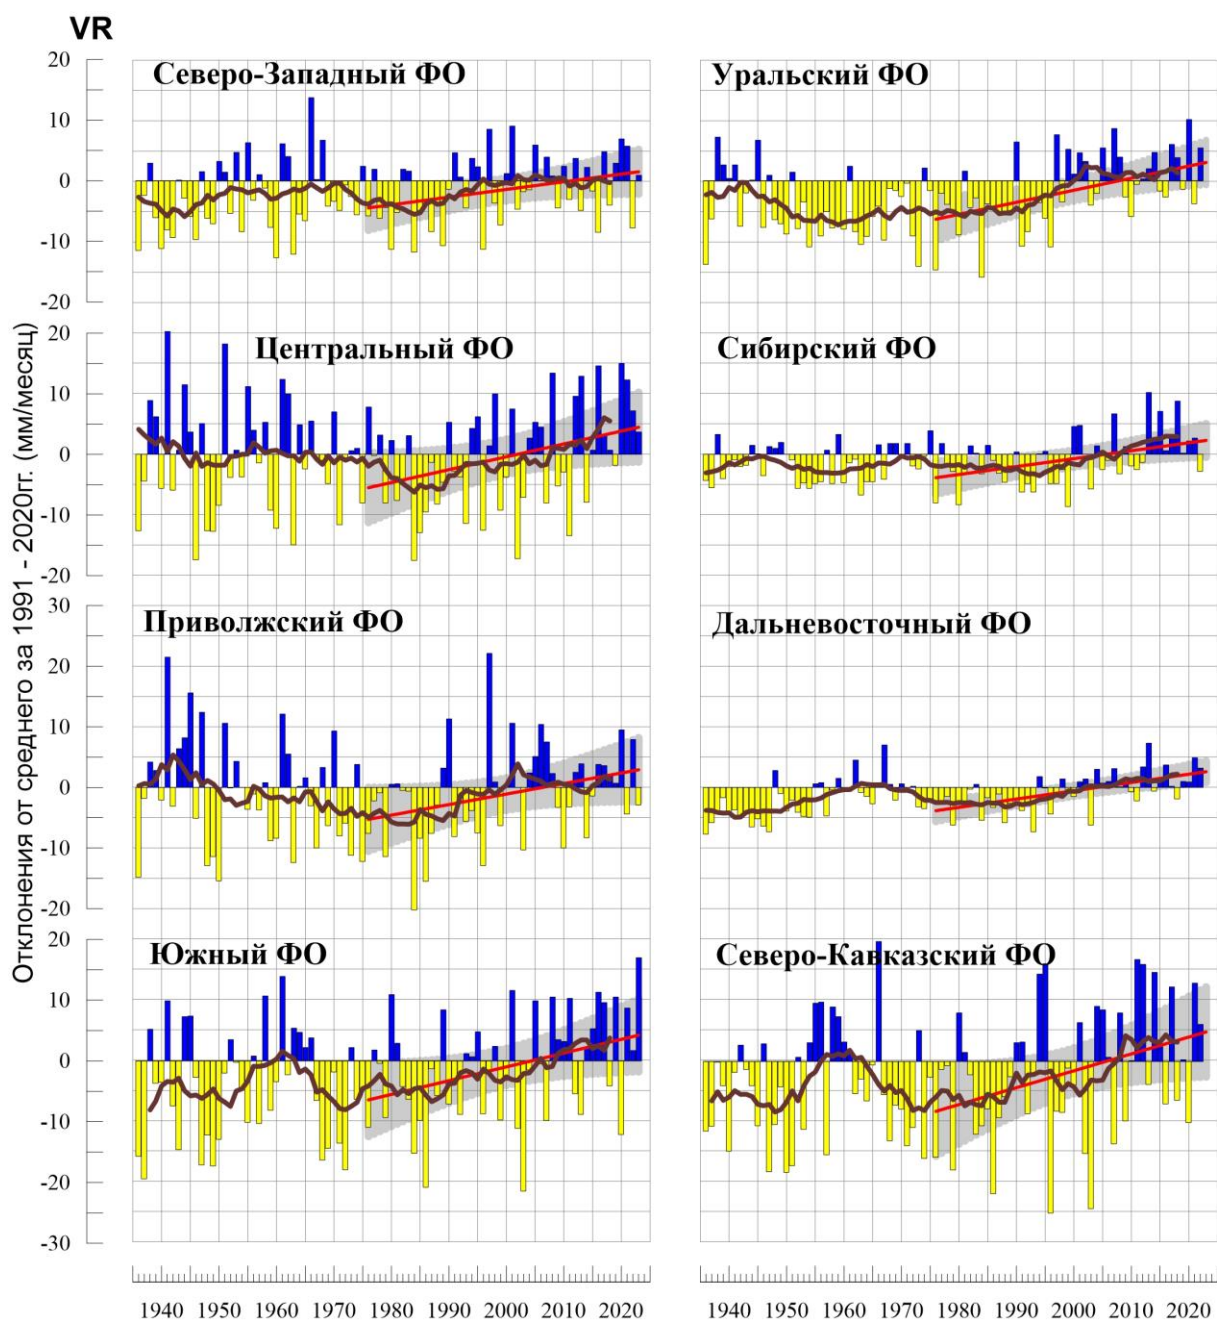 VR
Отклонения от среднего за 1991 - 2020гг. (мм/месяц)
Северо-Западный ФО
20
10
0
-10
-20
Уральский ФО
Центральный ФО
20
10
0
-10
-20
Сибирский ФО
Приволжский ФО
30
20
10
0
-10
-20
Дальневосточный ФО
Южный ФО
20
10
0
-10
-20
-30
Северо-Кавказский ФО
1940 1950 1960 1970 1980 1990 2000 2010 2020
1940 1950 1960 1970 1980 1990 2000 2010 2020